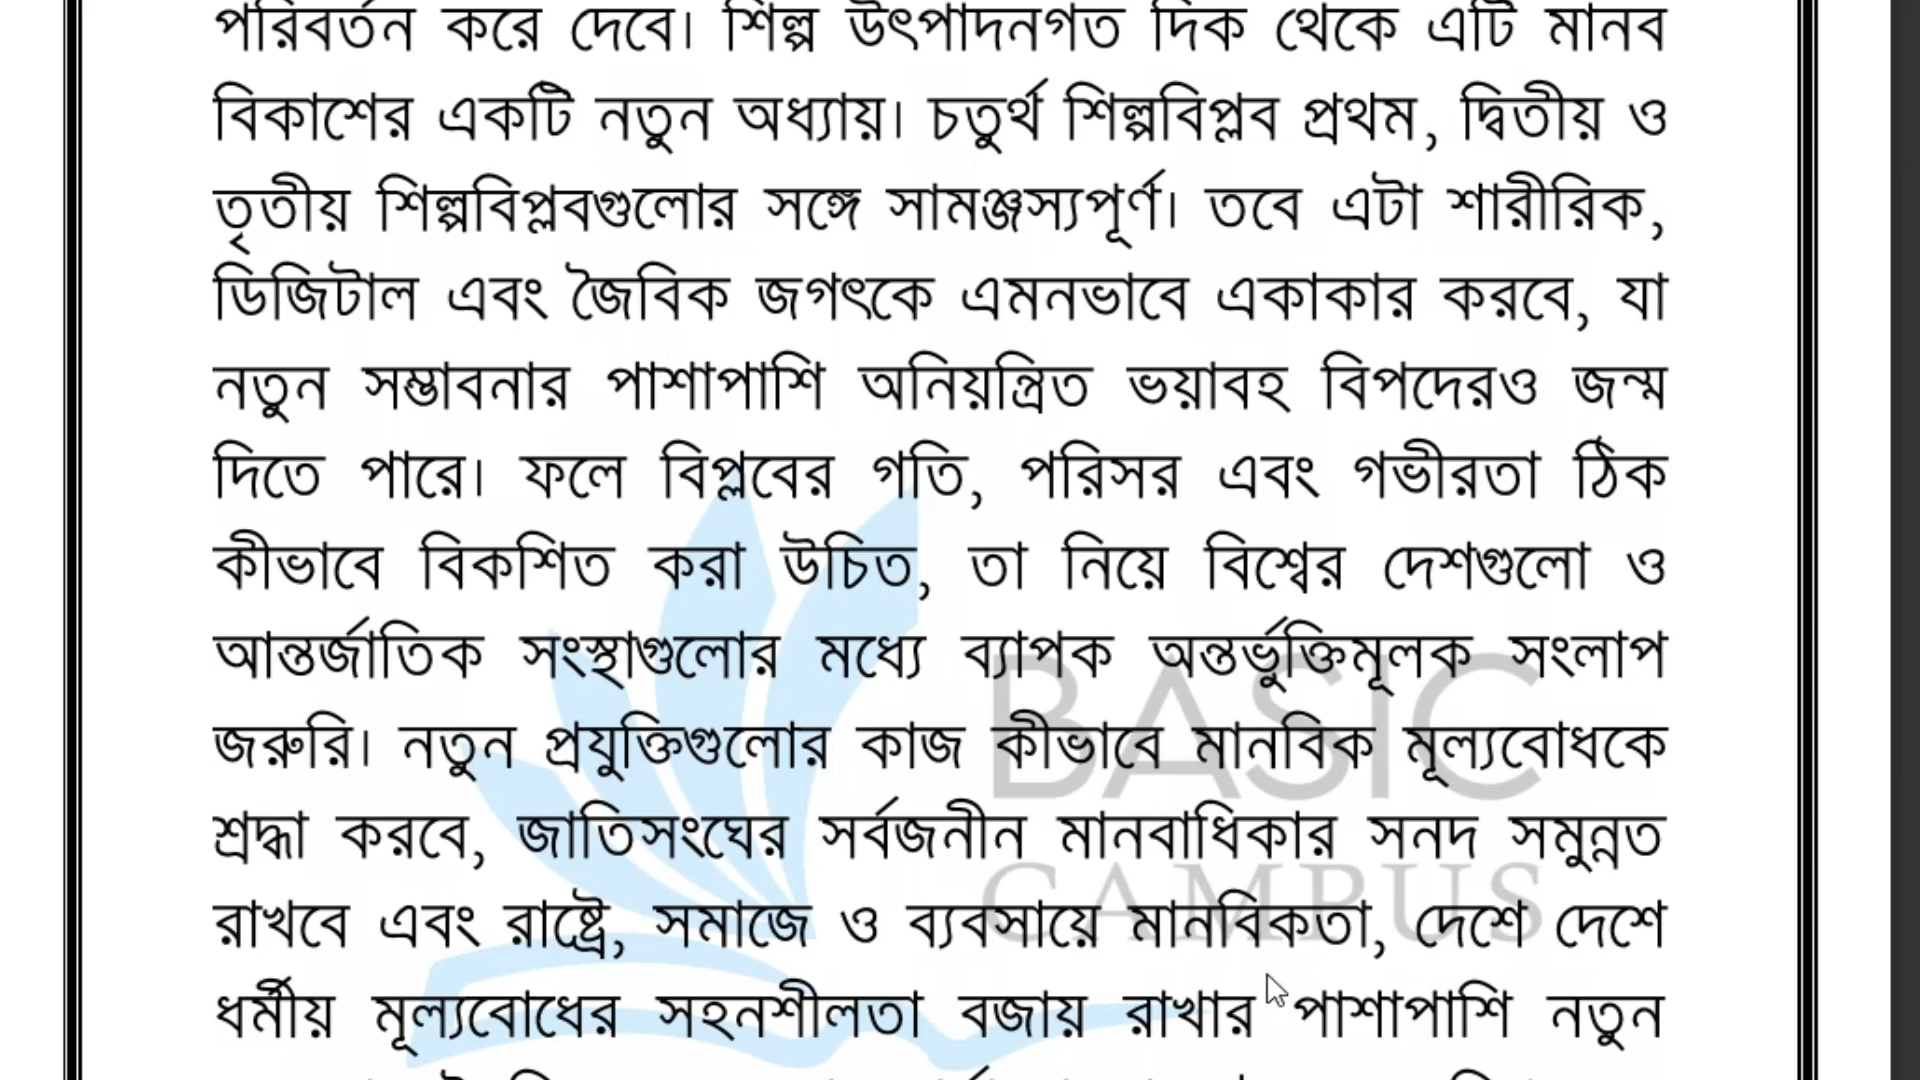 পরিবর্তন করে দেবে। শিল্প উৎপাদনগত দিক থেকে এটি মানব
বিকাশের একটি নতুন অধ্যায়। চতুর্থ শিল্পবিপ্লব প্রথম, দ্বিতীয় ও
তৃতীয় শিল্পবিপ্লবগুলোর সঙ্গে সামঞ্জস্যপূর্ণ। তবে এটা শারীরিক,
ডিজিটাল এবং জৈবিক জগৎকে এমনভাবে একাকার করবে, যা
নতুন সম্ভাবনার পাশাপাশি অনিয়ন্ত্রিত ভয়াবহ বিপদেরও জন্ম
দিতে পারে। ফলে বিপ্লবের গতি, পরিসর এবং গভীরতা ঠিক
কীভাবে বিকশিত করা উচিত, তা নিয়ে বিশ্বের দেশগুলো ও
আন্তর্জাতিক সংস্থাগুলোর মধ্যে ব্যাপক অন্তর্ভুক্তিমূলক সংলাপ
জরুরি। নতুন প্রযুক্তিগুলোর কাজ কীভাবে মানবিক মূল্যবোধকে
শ্রদ্ধা করবে, জাতিসংঘের সর্বজনীন মানবাধিকার সনদ সমুন্নত
রাখবে এবং রাষ্ট্রে, সমাজে ও ব্যবসায়ে মানবিকতা, দেশে দেশে
ধর্মীয় মূল্যবোধের সহনশীলতা বজায় রাখার পাশাপাশি নতুন
BASIC
CAMPUS